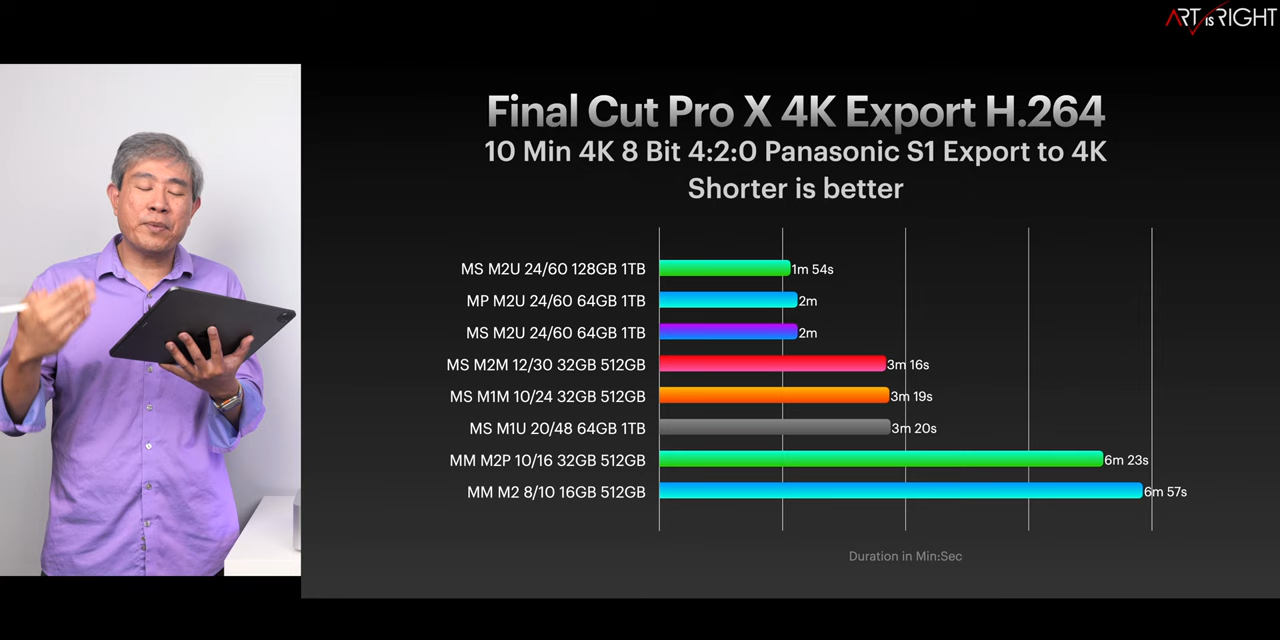 ART IS RIGHT
Final Cut Pro X 4K Export H.264
10 Min 4K 8 Bit 4:2:0 Panasonic S1 Export to 4K
Shorter is better
MS M2U 24/60 128GB 1TB 1m 54s
MP M2U 24/60 64GB 1TB 2m
MS M2U 24/60 64GB 1TB 2m
MS M2M 12/30 32GB 512GB 3m 16s
MS M1M 10/24 32GB 512GB 3m 19s
MS M1U 20/48 64GB 1TB 3m 20s
MM M2P 10/16 32GB 512GB 6m 23s
MM M2 8/10 16GB 512GB 6m 57s
Duration in Min:Sec